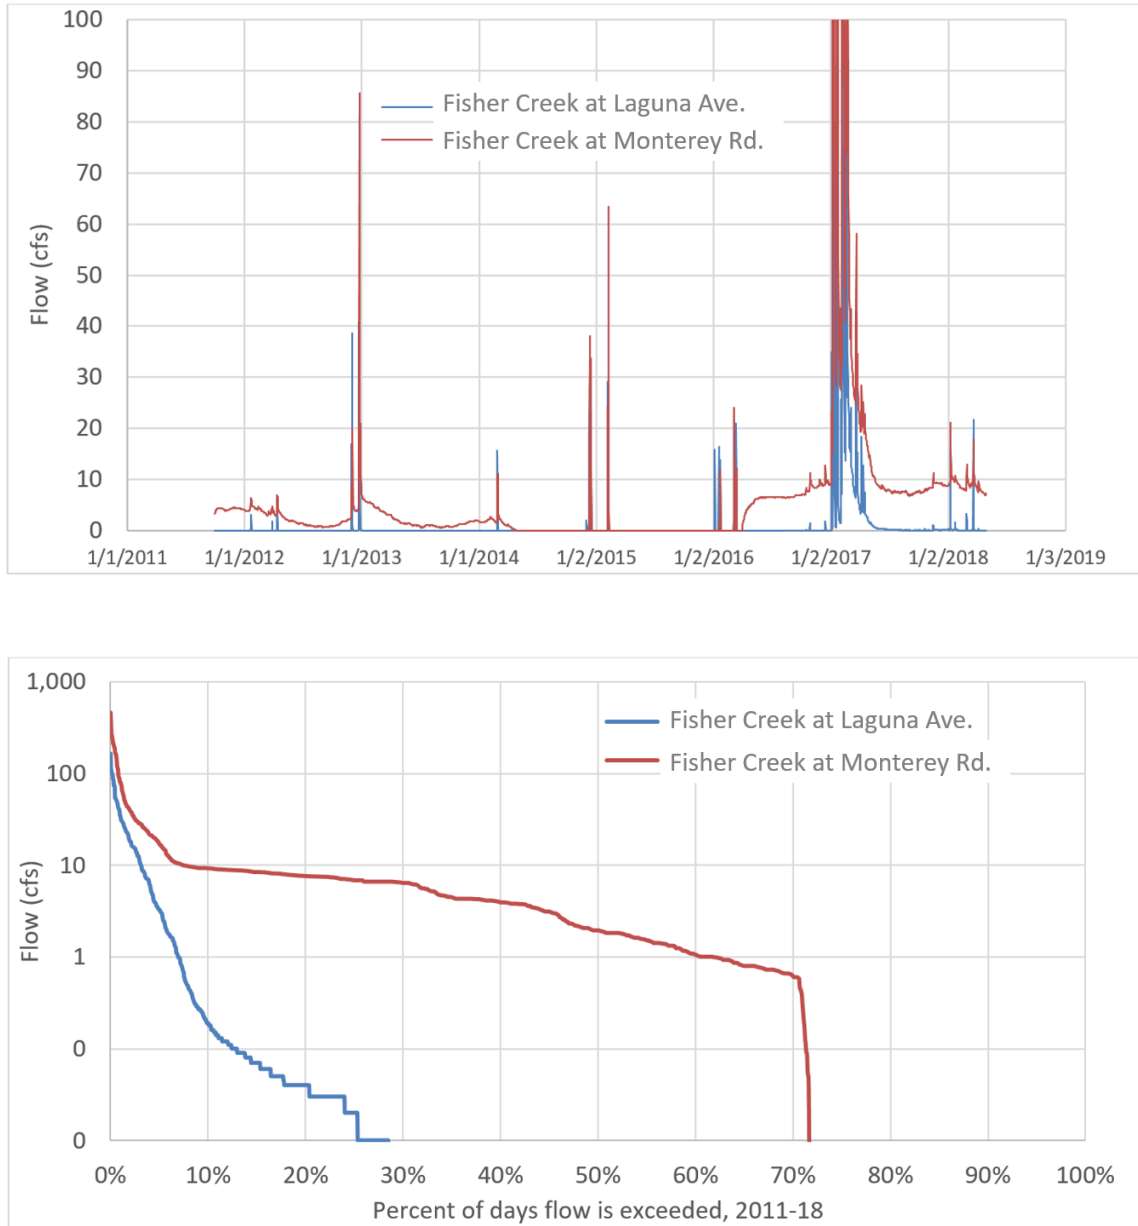 100
90
80
70
60
50
40
30
20
10
0
Flow (cfs)
Fisher Creek at Laguna Ave.
Fisher Creek at Monterey Rd.
1/1/2011 1/1/2012 1/1/2013 1/1/2014 1/2/2015 1/2/2016 1/2/2017 1/2/2018 1/3/2019
1,000
100
10
1
0
0
Flow (cfs)
Fisher Creek at Laguna Ave.
Fisher Creek at Monterey Rd.
0% 10% 20% 30% 40% 50% 60% 70% 80% 90% 100%
Percent of days flow is exceeded, 2011-18